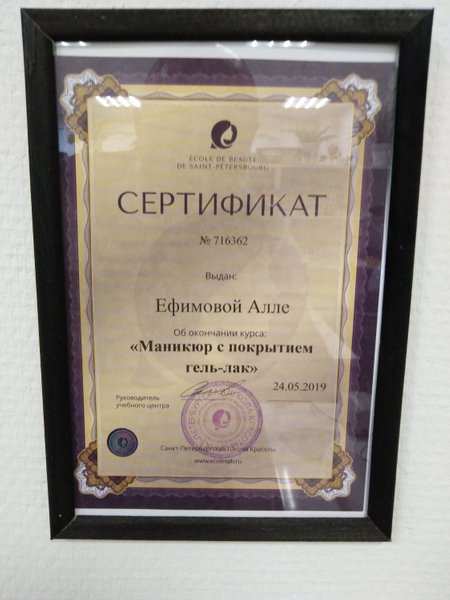 ÉCOLE DE BEAUTÉ
DE SAINT-PÉTERSBOURG
СЕРТИФИКАТ
№ 716362
Выдан:
Ефимовой Алле
Об окончании курса:
«Маникюр с покрытием
гель-лак»
24.05.2019
Руководитель
учебного центра
Санкт-Петербургская Школа Красоты
www.ecolespb.ru